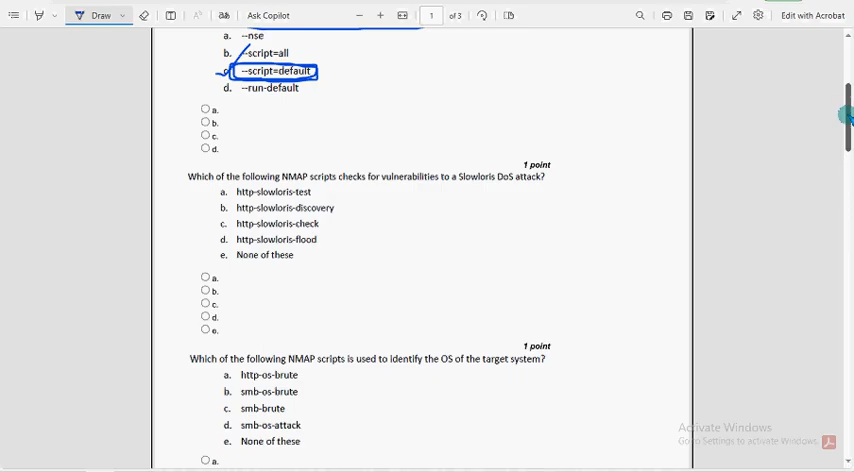 Draw
Ask Copilot
1 of 3
Edit with Acrobat
a. --nse
b. --script=all
c. --script=default
d. --run-default
a.
b.
c.
d.
1 point
Which of the following NMAP scripts checks for vulnerabilities to a Slowloris DoS attack?
a. http-slowloris-test
b. http-slowloris-discovery
c. http-slowloris-check
d. http-slowloris-flood
e. None of these
a.
b.
c.
d.
e.
1 point
Which of the following NMAP scripts is used to identify the OS of the target system?
a. http-os-brute
b. smb-os-brute
c. smb-brute
d. smb-os-attack
e. None of these
a.
Activate Windows
Go to Settings to activate Windows.